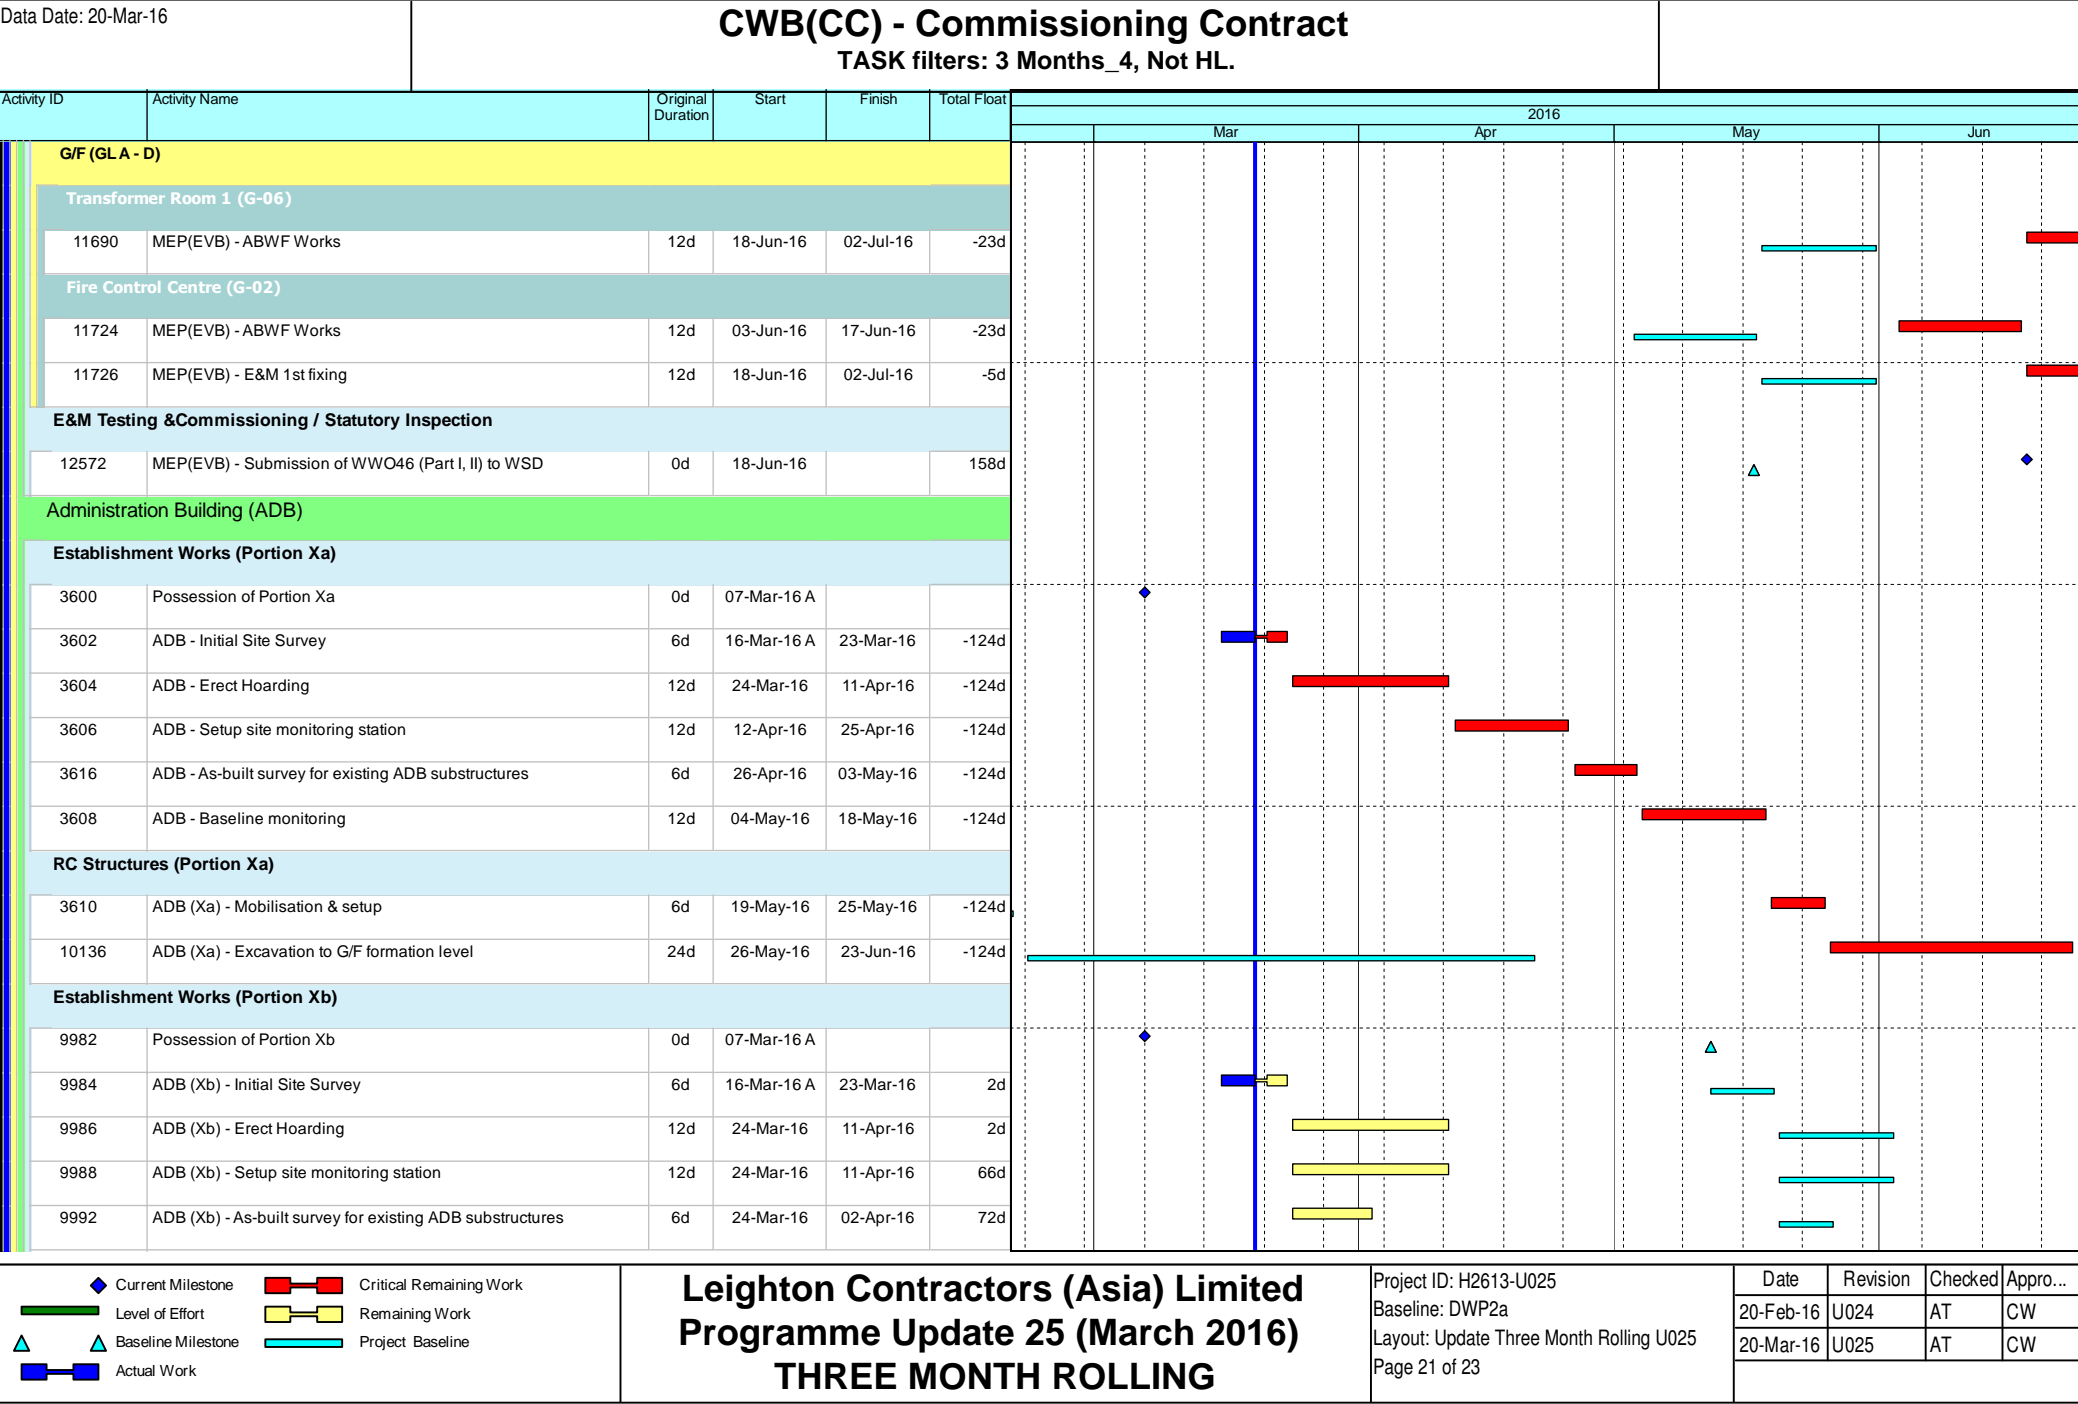 Data Date: 20-Mar-16
CWB(CC) - Commissioning Contract
TASK filters: 3 Months_4, Not HL.
Activity ID Activity Name Original Duration Start Finish Total Float
2016
Mar Apr May Jun
G/F (GL A - D)
Transformer Room 1 (G-06)
11690 MEP(EVB) - ABWF Works 12d 18-Jun-16 02-Jul-16 -23d
Fire Control Centre (G-02)
11724 MEP(EVB) - ABWF Works 12d 03-Jun-16 17-Jun-16 -23d
11726 MEP(EVB) - E&M 1st fixing 12d 18-Jun-16 02-Jul-16 -5d
E&M Testing &Commissioning / Statutory Inspection
12572 MEP(EVB) - Submission of WWO46 (Part I, II) to WSD 0d 18-Jun-16 158d
Administration Building (ADB)
Establishment Works (Portion Xa)
3600 Possession of Portion Xa 0d 07-Mar-16 A
3602 ADB - Initial Site Survey 6d 16-Mar-16 A 23-Mar-16 -124d
3604 ADB - Erect Hoarding 12d 24-Mar-16 11-Apr-16 -124d
3606 ADB - Setup site monitoring station 12d 12-Apr-16 25-Apr-16 -124d
3616 ADB - As-built survey for existing ADB substructures 6d 26-Apr-16 03-May-16 -124d
3608 ADB - Baseline monitoring 12d 04-May-16 18-May-16 -124d
RC Structures (Portion Xa)
3610 ADB (Xa) - Mobilisation & setup 6d 19-May-16 25-May-16 -124d
10136 ADB (Xa) - Excavation to G/F formation level 24d 26-May-16 23-Jun-16 -124d
Establishment Works (Portion Xb)
9982 Possession of Portion Xb 0d 07-Mar-16 A
9984 ADB (Xb) - Initial Site Survey 6d 16-Mar-16 A 23-Mar-16 2d
9986 ADB (Xb) - Erect Hoarding 12d 24-Mar-16 11-Apr-16 2d
9988 ADB (Xb) - Setup site monitoring station 12d 24-Mar-16 11-Apr-16 66d
9992 ADB (Xb) - As-built survey for existing ADB substructures 6d 24-Mar-16 02-Apr-16 72d
Current Milestone Critical Remaining Work
Level of Effort Remaining Work
Baseline Milestone Project Baseline
Actual Work
Leighton Contractors (Asia) Limited
Programme Update 25 (March 2016)
THREE MONTH ROLLING
Project ID: H2613-U025
Baseline: DWP2a
Layout: Update Three Month Rolling U025
Page 21 of 23
Date Revision Checked Appro...
20-Feb-16 U024 AT CW
20-Mar-16 U025 AT CW